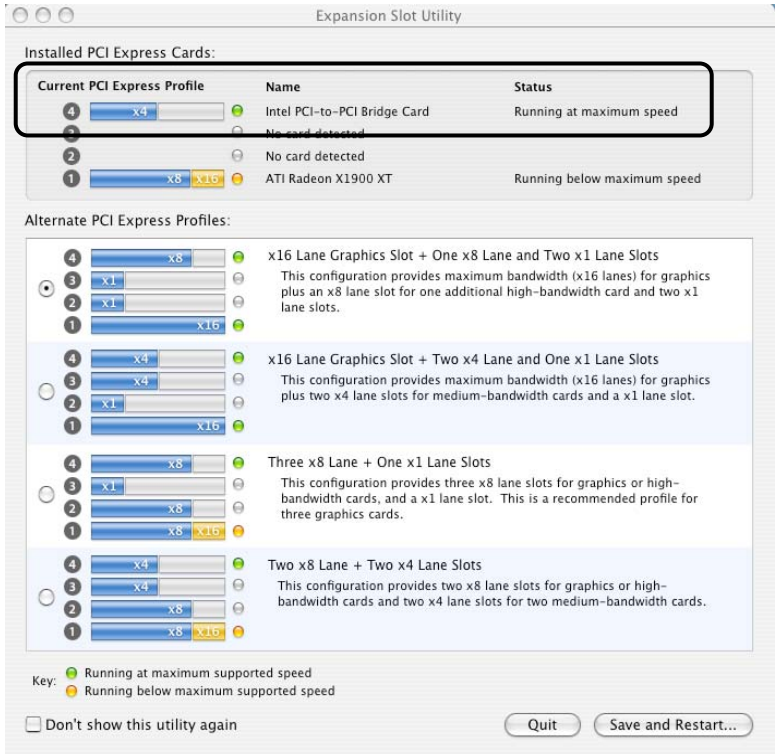 Expansion Slot Utility
Installed PCI Express Cards:
Current PCI Express Profile Name Status
4 x4 Intel PCI-to-PCI Bridge Card Running at maximum speed
3 No card detected
2 No card detected
1 x8 x16 ATI Radeon X1900 XT Running below maximum speed
Alternate PCI Express Profiles:
4 x8 x16 Lane Graphics Slot + One x8 Lane and Two x1 Lane Slots
3 x1 This configuration provides maximum bandwidth (x16 lanes) for graphics
2 x1 plus an x8 lane slot for one additional high-bandwidth card and two x1
lane slots.
1 x16
4 x4 x16 Lane Graphics Slot + Two x4 Lane and One x1 Lane Slots
3 x4 This configuration provides maximum bandwidth (x16 lanes) for graphics
2 x1 plus two x4 lane slots for medium-bandwidth cards and a x1 lane slot.
1 x16
4 x8 Three x8 Lane + One x1 Lane Slots
3 x1 This configuration provides three x8 lane slots for graphics or high-
2 x8 bandwidth cards, and a x1 lane slot. This is a recommended profile for
three graphics cards.
1 x8 x16
4 x4 Two x8 Lane + Two x4 Lane Slots
3 x4 This configuration provides two x8 lane slots for graphics or high-
2 x8 bandwidth cards and two x4 lane slots for two medium-bandwidth cards.
1 x8 x16
Key: Running at maximum supported speed
Running below maximum supported speed
Don't show this utility again Quit Save and Restart...